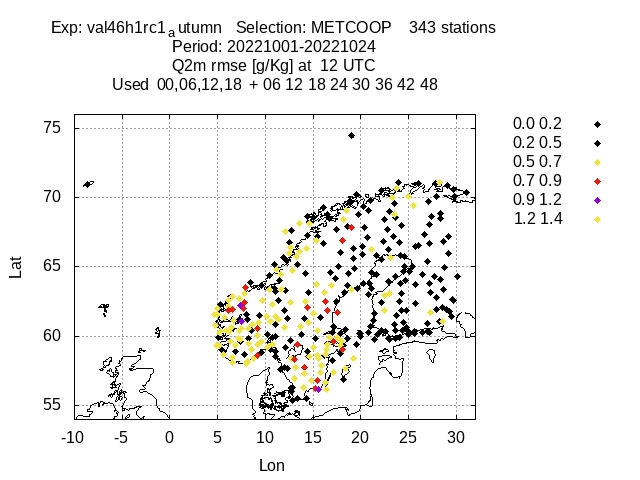 Exp: val46h1rc1autumn Selection: METCOOP 343 stations
Period: 20221001-20221024
Q2m rmse [g/Kg] at 12 UTC
Used 00,06,12,18 + 06 12 18 24 30 36 42 48
75
70
65
60
55
Lat
-10 -5 0 5 10 15 20 25 30
Lon
0.0 0.2
0.2 0.5
0.5 0.7
0.7 0.9
0.9 1.2
1.2 1.4